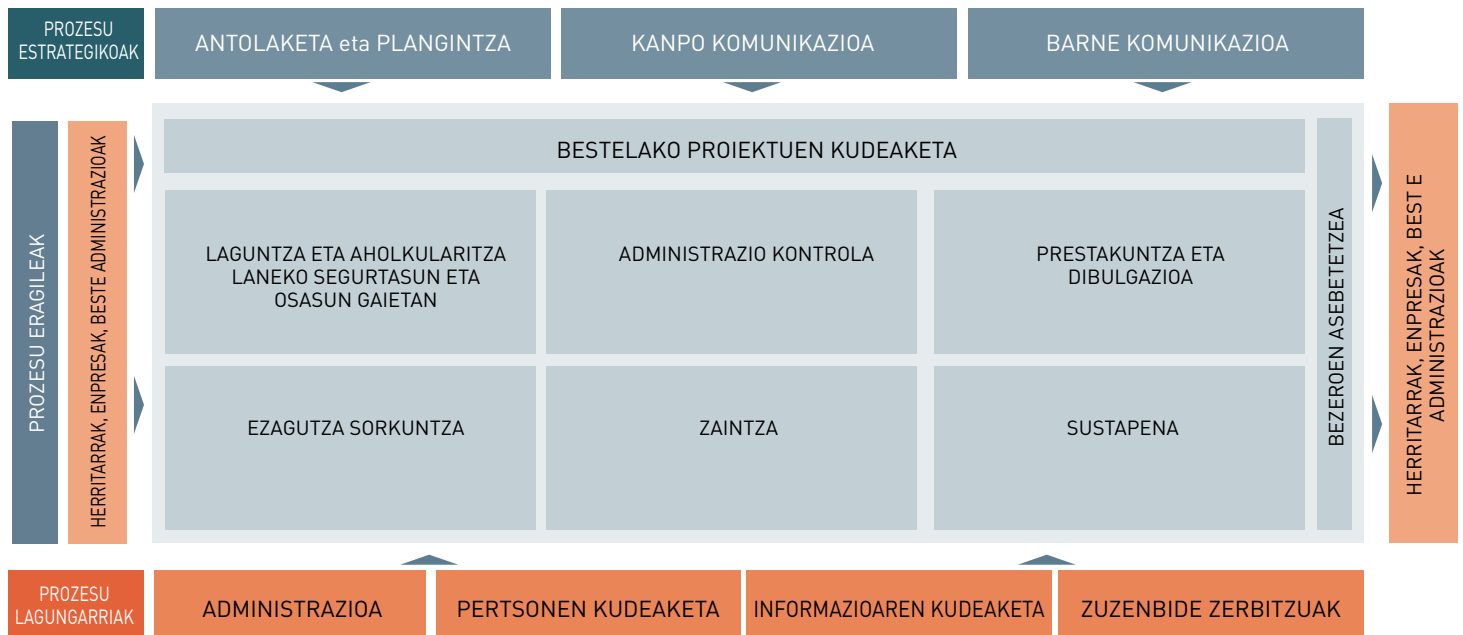 PROZESU
ESTRATEGIKOAK
ANTOLAKETA eta PLANGINTZA
KANPO KOMUNIKAZIOA
BARNE KOMUNIKAZIOA
PROZESU ERAGILEAK
HERRITARRAK, ENPRESAK, BESTE ADMINISTRAZIOAK
BESTELAKO PROIEKTUEN KUDEAKETA
LAGUNTZA ETA AHOLKULARITZA
LANEKO SEGURTASUN ETA
OSASUN GAIETAN
ADMINISTRAZIO KONTROLA
PRESTAKUNTZA ETA
DIBULGAZIOA
EZAGUTZA SORKUNTZA
ZAINTZA
SUSTAPENA
BEZEROEN ASEBETETZEA
HERRITARRAK, ENPRESAK, BEST E
ADMINISTRAZIOAK
PROZESU
LAGUNGARRIAK
ADMINISTRAZIOA
PERTSONEN KUDEAKETA
INFORMAZIOAREN KUDEAKETA
ZUZENBIDE ZERBITZUAK